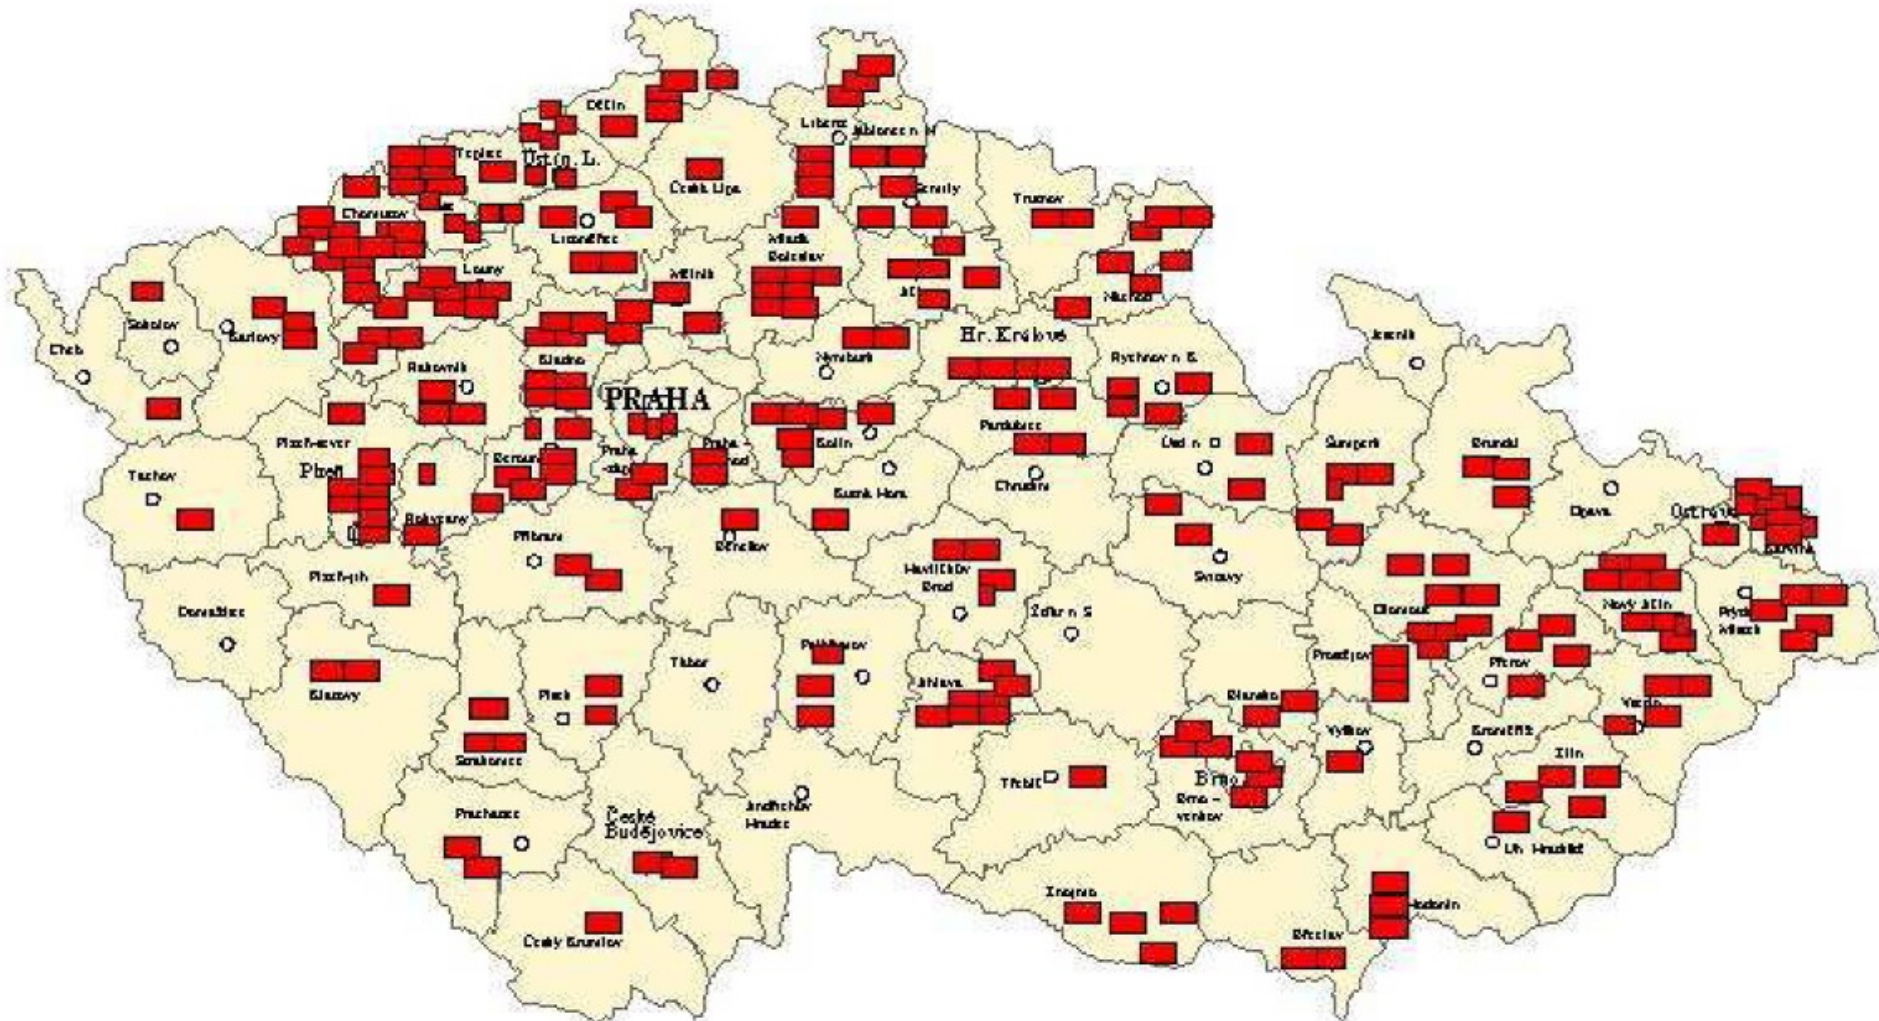 Děčín
Liberec
Jablonec n N
Teplice
Ústí n. L.
Česká Lípa
Semily
Trutnov
Chomutov
Litoměřice
Mladá
Boleslav
Louny
Mělník
Jičín
Náchod
Sokolov
Karlovy
Cheb
Hr. Králové
Jeseník
Rakovník
Kladno
Nymburk
Rychnov n K
PRAHA
Plzeň-sever
Pardubice
Kolín
Ústí n O
Šumperk
Bruntál
Beroun
Praha
Praha -
Plzeň
Tachov
Kutná Hora
Chrudim
Rokycany
Opava
Ostrava
Karviná
Příbram
Benešov
Svitavy
Plzeň-jih
Havlíčkův
Brod
Domažlice
Olomouc
Nový Jičín
Žďár n S
Místek
Tábor
Pelhřimov
Jihlava
Prostějov
Přerov
Klatovy
Písek
Blansko
Vsetín
Vyškov
Kroměříž
Strakonice
Zlín
Třebíč
Brno
Brno -
venkov
Prachatice
České
Budějovice
Jindřichův
Hradec
Uh. Hradiště
Znojmo
Hodonín
Český Krumlov
Břeclav